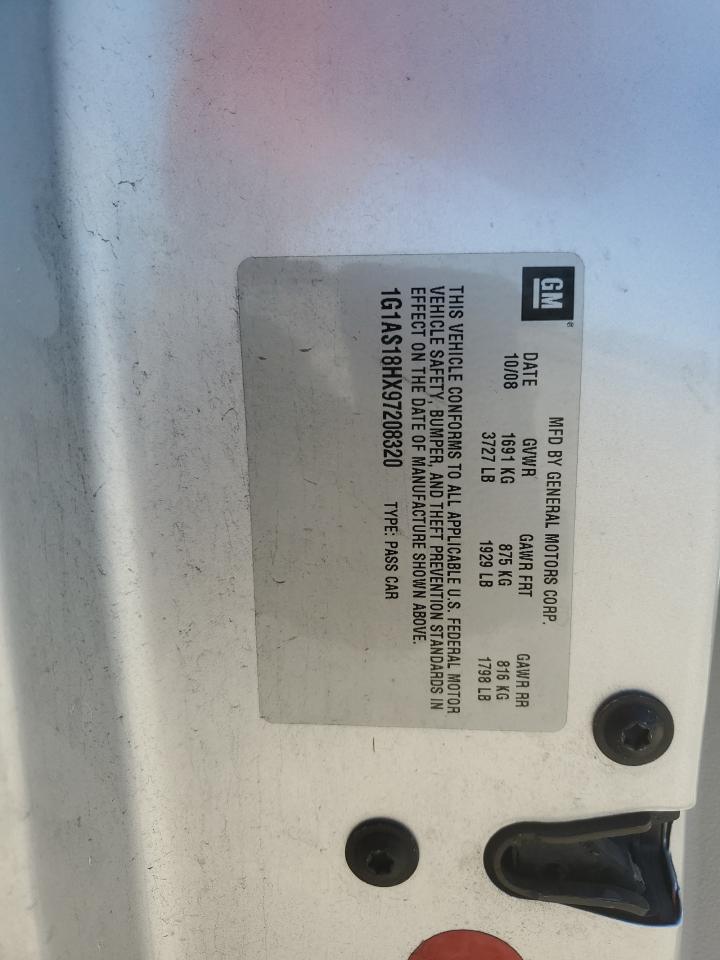 GM®
MFD BY GENERAL MOTORS CORP.
DATE GVWR GAWR FRT GAWR RR
10/08 1691 KG 875 KG 816 KG
3727 LB 1929 LB 1798 LB
THIS VEHICLE CONFORMS TO ALL APPLICABLE U.S. FEDERAL MOTOR
VEHICLE SAFETY, BUMPER, AND THEFT PREVENTION STANDARDS IN
EFFECT ON THE DATE OF MANUFACTURE SHOWN ABOVE.
1G1AS18HX97208320 TYPE: PASS CAR